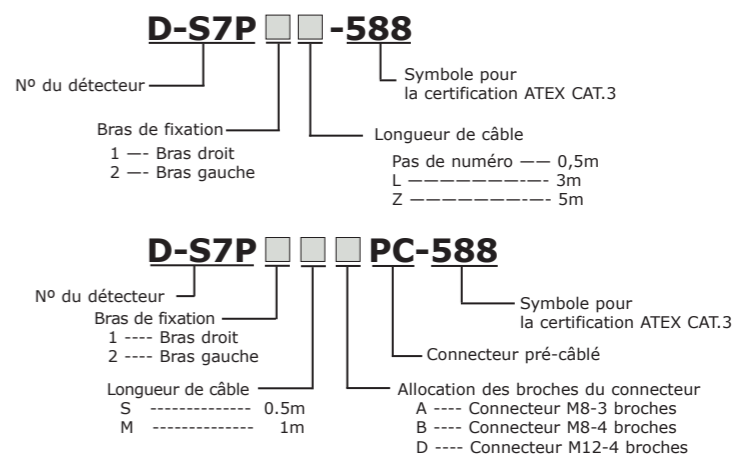 D-S7P□□-588
Nº du détecteur
Symbole pour
la certification ATEX CAT.3
Bras de fixation
1 —- Bras droit
2 —- Bras gauche
Longueur de câble
Pas de numéro —— 0,5m
L ———————-—- 3m
Z ———————-—- 5m
D-S7P□□□PC-588
Nº du détecteur
Symbole pour
la certification ATEX CAT.3
Bras de fixation
1 ---- Bras droit
2 ---- Bras gauche
Connecteur pré-câblé
Longueur de câble
S -------------- 0.5m
M -------------- 1m
Allocation des broches du connecteur
A ---- Connecteur M8-3 broches
B ---- Connecteur M8-4 broches
D ---- Connecteur M12-4 broches